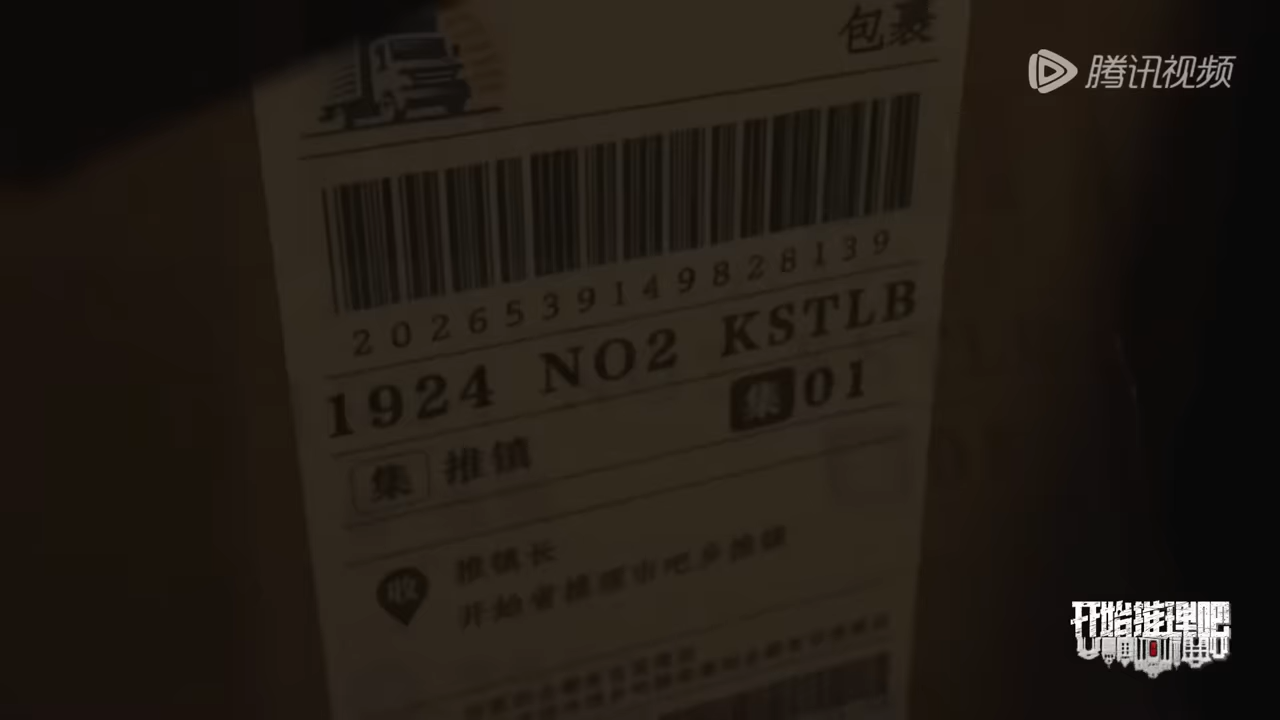 包裹
腾讯视频
2026539149828139
1924 NO2 KSTLB
集01
集 推镇
收
推镇长
开始省推理市吧乡推镇
开始推理吧